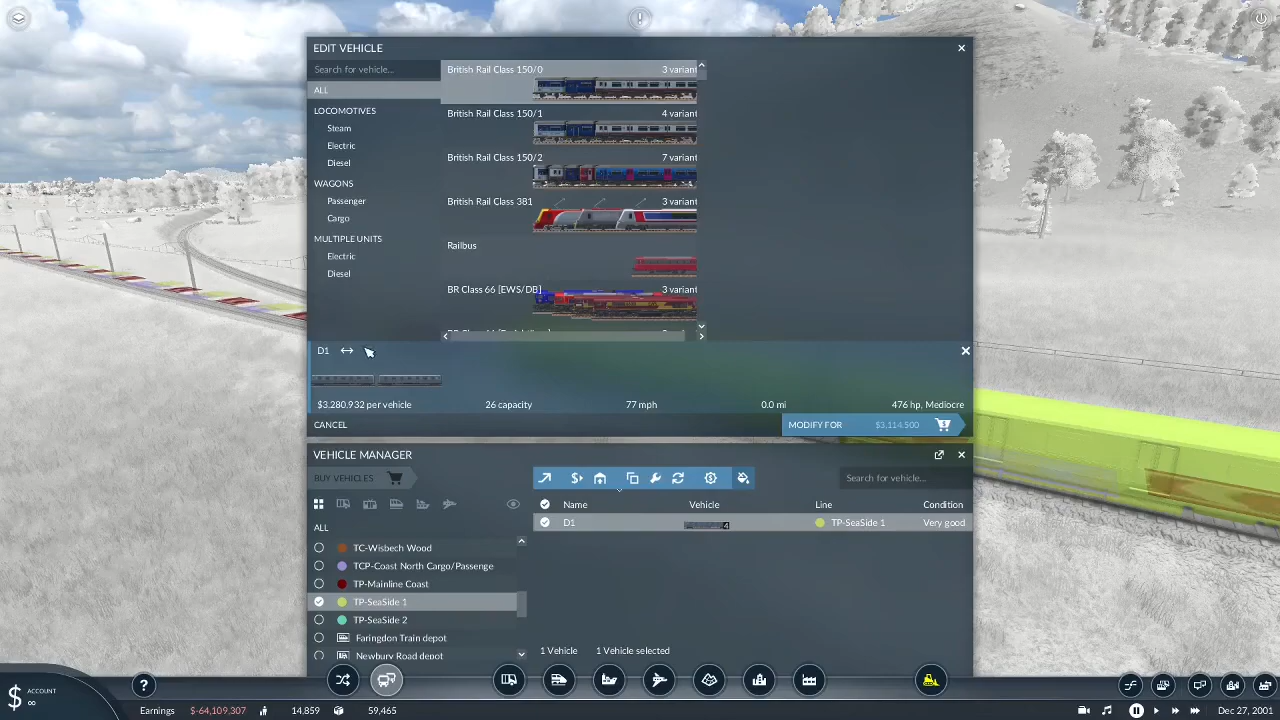 EDIT VEHICLE
Search for vehicle...
ALL
LOCOMOTIVES
Steam
Electric
Diesel
WAGONS
Passenger
Cargo
MULTIPLE UNITS
Electric
Diesel
British Rail Class 150/0 3 variant
British Rail Class 150/1 4 variant
British Rail Class 150/2 7 variant
British Rail Class 381 3 variant
Railbus
BR Class 66 [EWS/DB] 3 variant
D1
$3.280.932 per vehicle 26 capacity 77 mph 0.0 mi 476 hp, Mediocre
CANCEL MODIFY FOR $3,114.500
VEHICLE MANAGER
BUY VEHICLES
Search for vehicle...
ALL
TC-Wisbech Wood
TCP-Coast North Cargo/Passenge
TP-Mainline Coast
TP-SeaSide 1
TP-SeaSide 2
Faringdon Train depot
Newbury Road depot
Name Vehicle Line Condition
D1 4 TP-SeaSide 1 Very good
1 Vehicle 1 Vehicle selected
$ ACCOUNT
∞
?
Earnings $-64,109,307 14,859 59,465 Dec 27, 2001